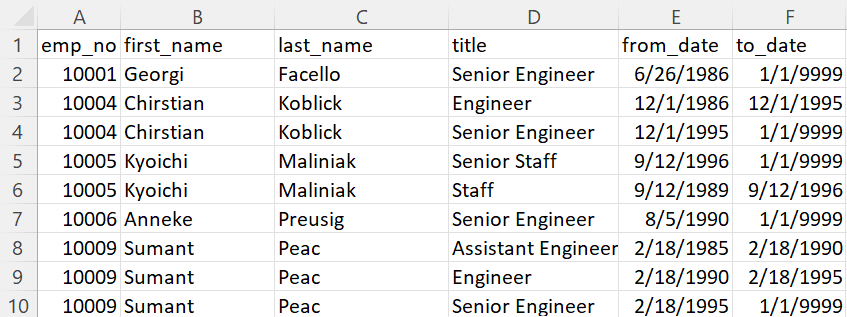 A B C D E F
1 emp_no first_name last_name title from_date to_date
2 10001 Georgi Facello Senior Engineer 6/26/1986 1/1/9999
3 10004 Chirstian Koblick Engineer 12/1/1986 12/1/1995
4 10004 Chirstian Koblick Senior Engineer 12/1/1995 1/1/9999
5 10005 Kyoichi Maliniak Senior Staff 9/12/1996 1/1/9999
6 10005 Kyoichi Maliniak Staff 9/12/1989 9/12/1996
7 10006 Anneke Preusig Senior Engineer 8/5/1990 1/1/9999
8 10009 Sumant Peac Assistant Engineer 2/18/1985 2/18/1990
9 10009 Sumant Peac Engineer 2/18/1990 2/18/1995
10 10009 Sumant Peac Senior Engineer 2/18/1995 1/1/9999